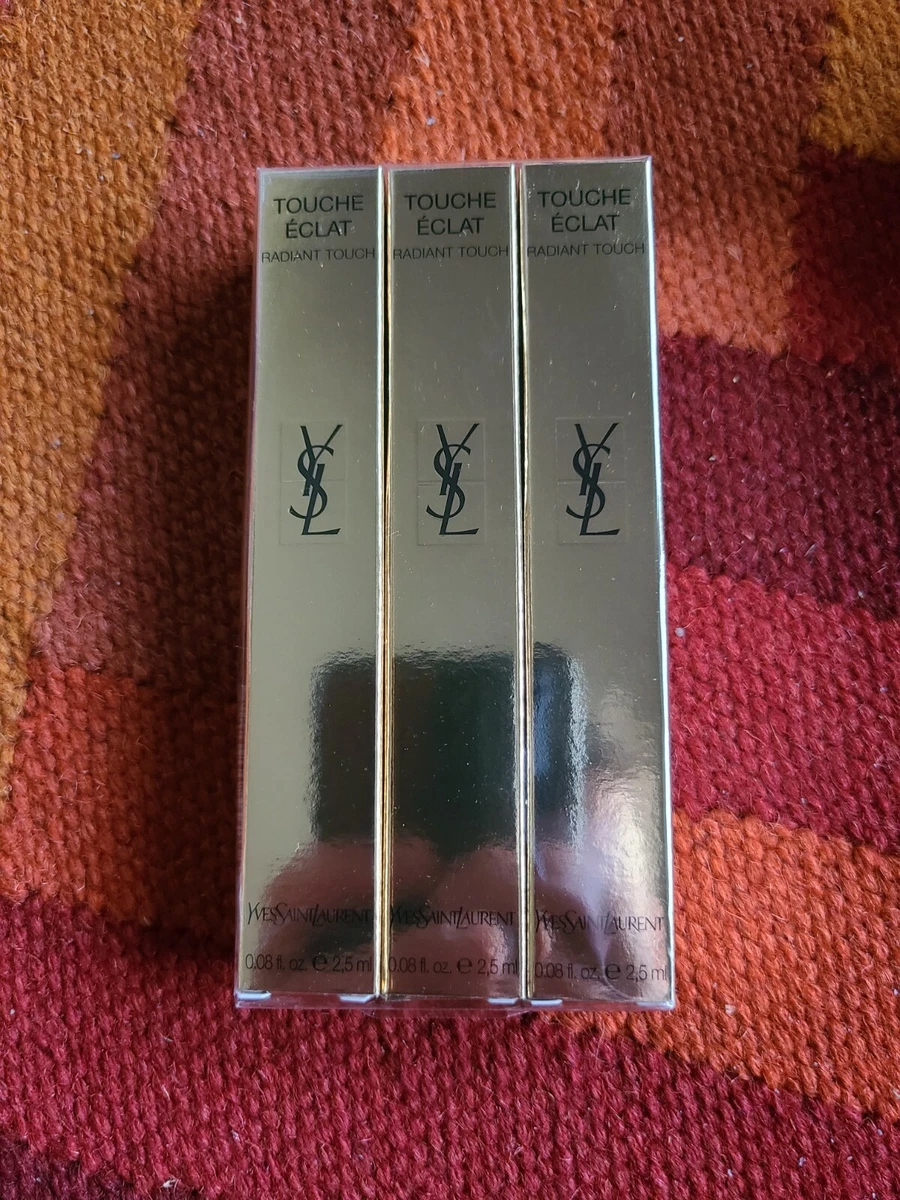 TOUCHE
ÉCLAT
RADIANT TOUCH
YSL
YVESSAINTLAURENT
0.08 fl. oz. ℮ 2,5 ml
TOUCHE
ÉCLAT
RADIANT TOUCH
YSL
YVESSAINTLAURENT
0.08 fl. oz. ℮ 2,5 ml
TOUCHE
ÉCLAT
RADIANT TOUCH
YSL
YVESSAINTLAURENT
0.08 fl. oz. ℮ 2,5 ml